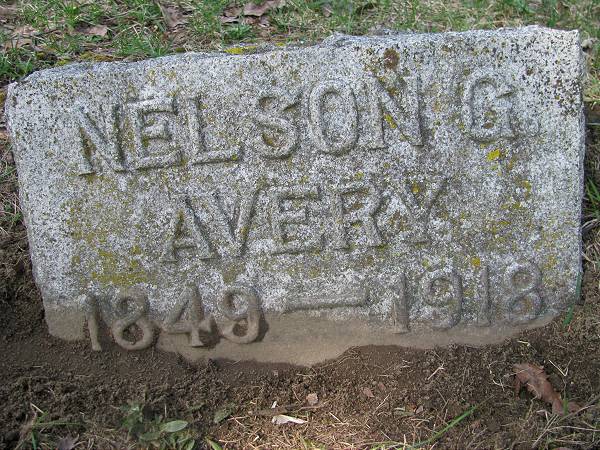 NELSON G.
AVERY
1849 — 1918